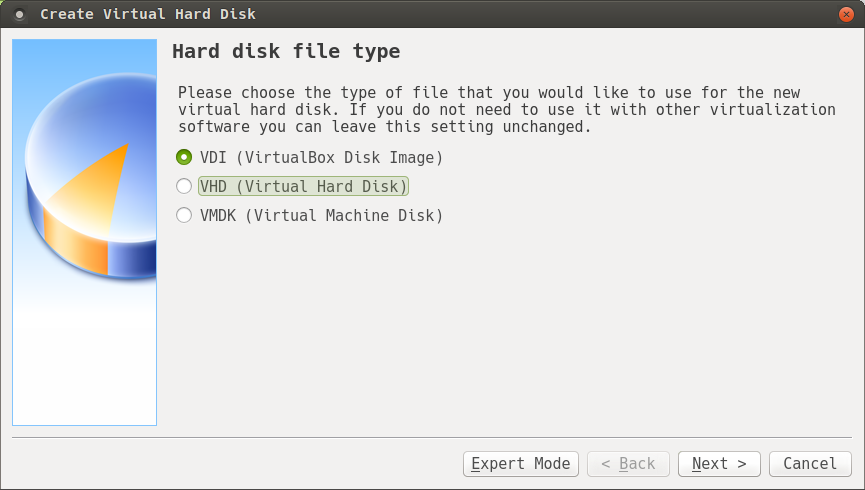 Create Virtual Hard Disk
Hard disk file type
Please choose the type of file that you would like to use for the new
virtual hard disk. If you do not need to use it with other virtualization
software you can leave this setting unchanged.
VDI (VirtualBox Disk Image)
VHD (Virtual Hard Disk)
VMDK (Virtual Machine Disk)
Expert Mode
< Back
Next >
Cancel